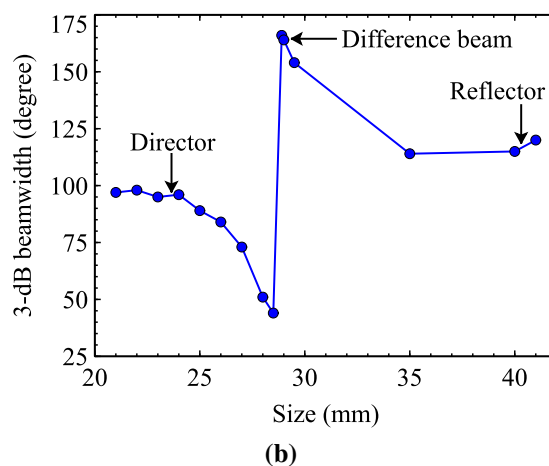 175
150
125
100
75
50
25
3-dB beamwidth (degree)
Difference beam
Reflector
Director
20 25 30 35 40
Size (mm)
(b)